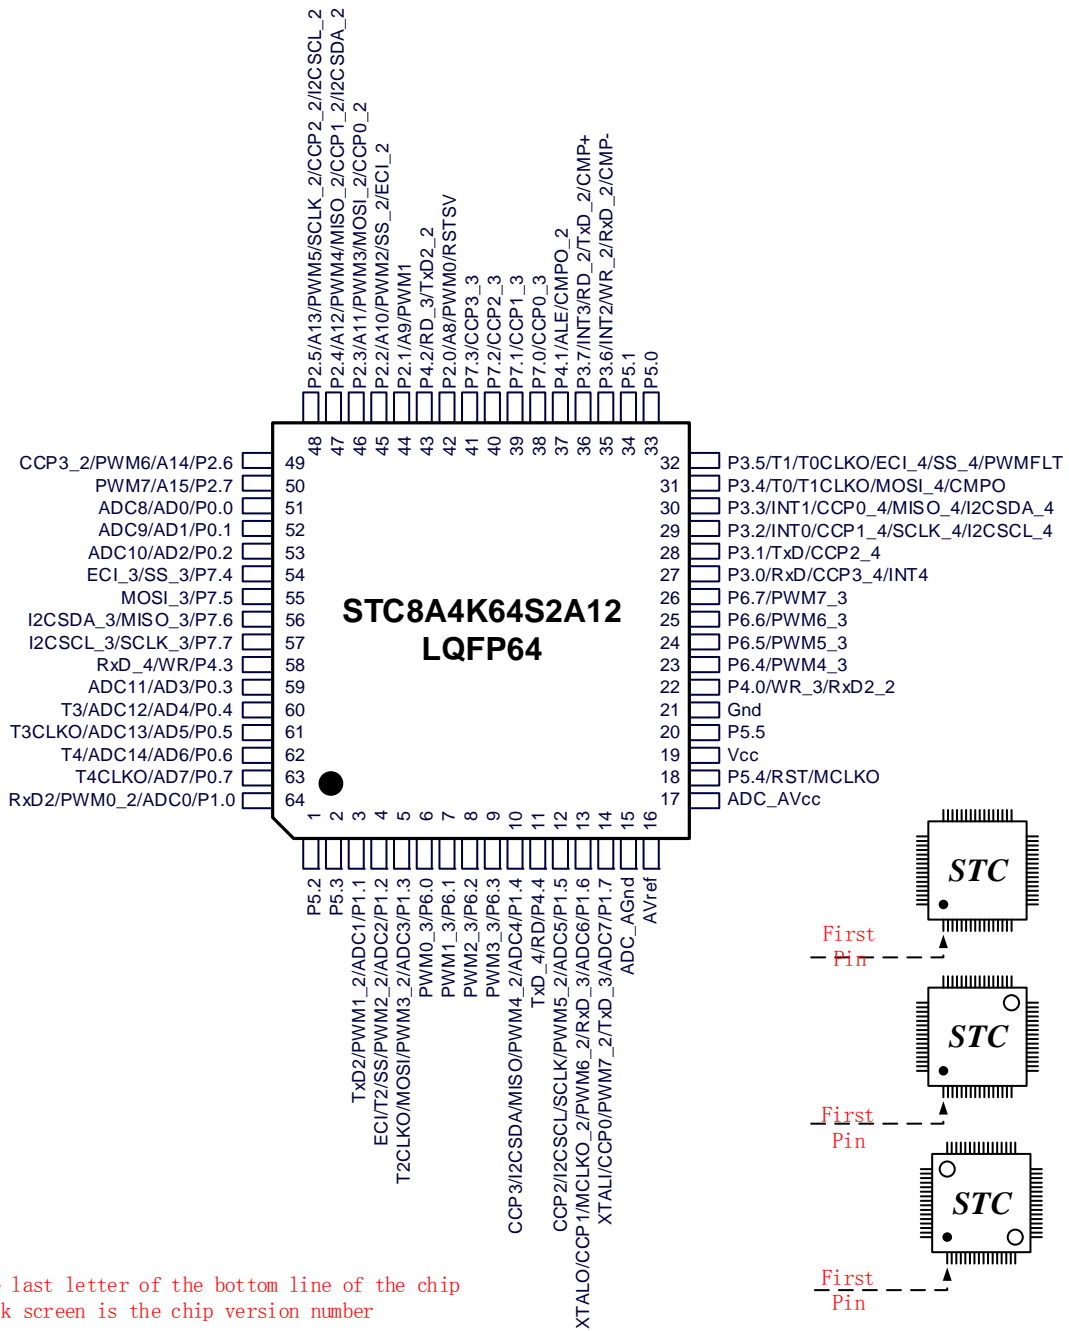 P2.5/A13/PWM5/SCLK_2/CCP2_2/I2CSCL_2
P2.4/A12/PWM4/MISO_2/CCP1_2/I2CSDA_2
P2.3/A11/PWM3/MOSI_2/CCP0_2
P2.2/A10/PWM2/SS_2/ECI_2
P2.1/A9/PWM1
P4.2/RD_3/TxD2_2
P2.0/A8/PWM0/RSTSV
P7.3/CCP3_3
P7.2/CCP2_3
P7.1/CCP1_3
P7.0/CCP0_3
P4.1/ALE/CMPO_2
P3.7/INT3/RD_2/TxD_2/CMP+
P3.6/INT2/WR_2/RxD_2/CMP-
P5.1
P5.0
48 47 46 45 44 43 42 41 40 39 38 37 36 35 34 33
CCP3_2/PWM6/A14/P2.6 49
PWM7/A15/P2.7 50
ADC8/AD0/P0.0 51
ADC9/AD1/P0.1 52
ADC10/AD2/P0.2 53
ECI_3/SS_3/P7.4 54
MOSI_3/P7.5 55
I2CSDA_3/MISO_3/P7.6 56
I2CSCL_3/SCLK_3/P7.7 57
RxD_4/WR/P4.3 58
ADC11/AD3/P0.3 59
T3/ADC12/AD4/P0.4 60
T3CLKO/ADC13/AD5/P0.5 61
T4/ADC14/AD6/P0.6 62
T4CLKO/AD7/P0.7 63
RxD2/PWM0_2/ADC0/P1.0 64
STC8A4K64S2A12
LQFP64
32 P3.5/T1/T0CLKO/ECI_4/SS_4/PWMFLT
31 P3.4/T0/T1CLKO/MOSI_4/CMPO
30 P3.3/INT1/CCP0_4/MISO_4/I2CSDA_4
29 P3.2/INT0/CCP1_4/SCLK_4/I2CSCL_4
28 P3.1/TxD/CCP2_4
27 P3.0/RxD/CCP3_4/INT4
26 P6.7/PWM7_3
25 P6.6/PWM6_3
24 P6.5/PWM5_3
23 P6.4/PWM4_3
22 P4.0/WR_3/RxD2_2
21 Gnd
20 P5.5
19 Vcc
18 P5.4/RST/MCLKO
17 ADC_AVcc
1 2 3 4 5 6 7 8 9 10 11 12 13 14 15 16
P5.2
P5.3
TxD2/PWM1_2/ADC1/P1.1
ECI/T2/SS/PWM2_2/ADC2/P1.2
T2CLKO/MOSI/PWM3_2/ADC3/P1.3
PWM0_3/P6.0
PWM1_3/P6.1
PWM2_3/P6.2
PWM3_3/P6.3
CCP3/I2CSDA/MISO/PWM4_2/ADC4/P1.4
TxD_4/RD/P4.4
CCP2/I2CSCL/SCLK/PWM5_2/ADC5/P1.5
XTALO/CCP1/MCLKO_2/PWM6_2/RxD_3/ADC6/P1.6
XTALI/CCP0/PWM7_2/TxD_3/ADC7/P1.7
ADC_AGnd
AVref
STC
First
Pin
STC
First
Pin
STC
First
Pin
last letter of the bottom line of the chip
screen is the chip version number